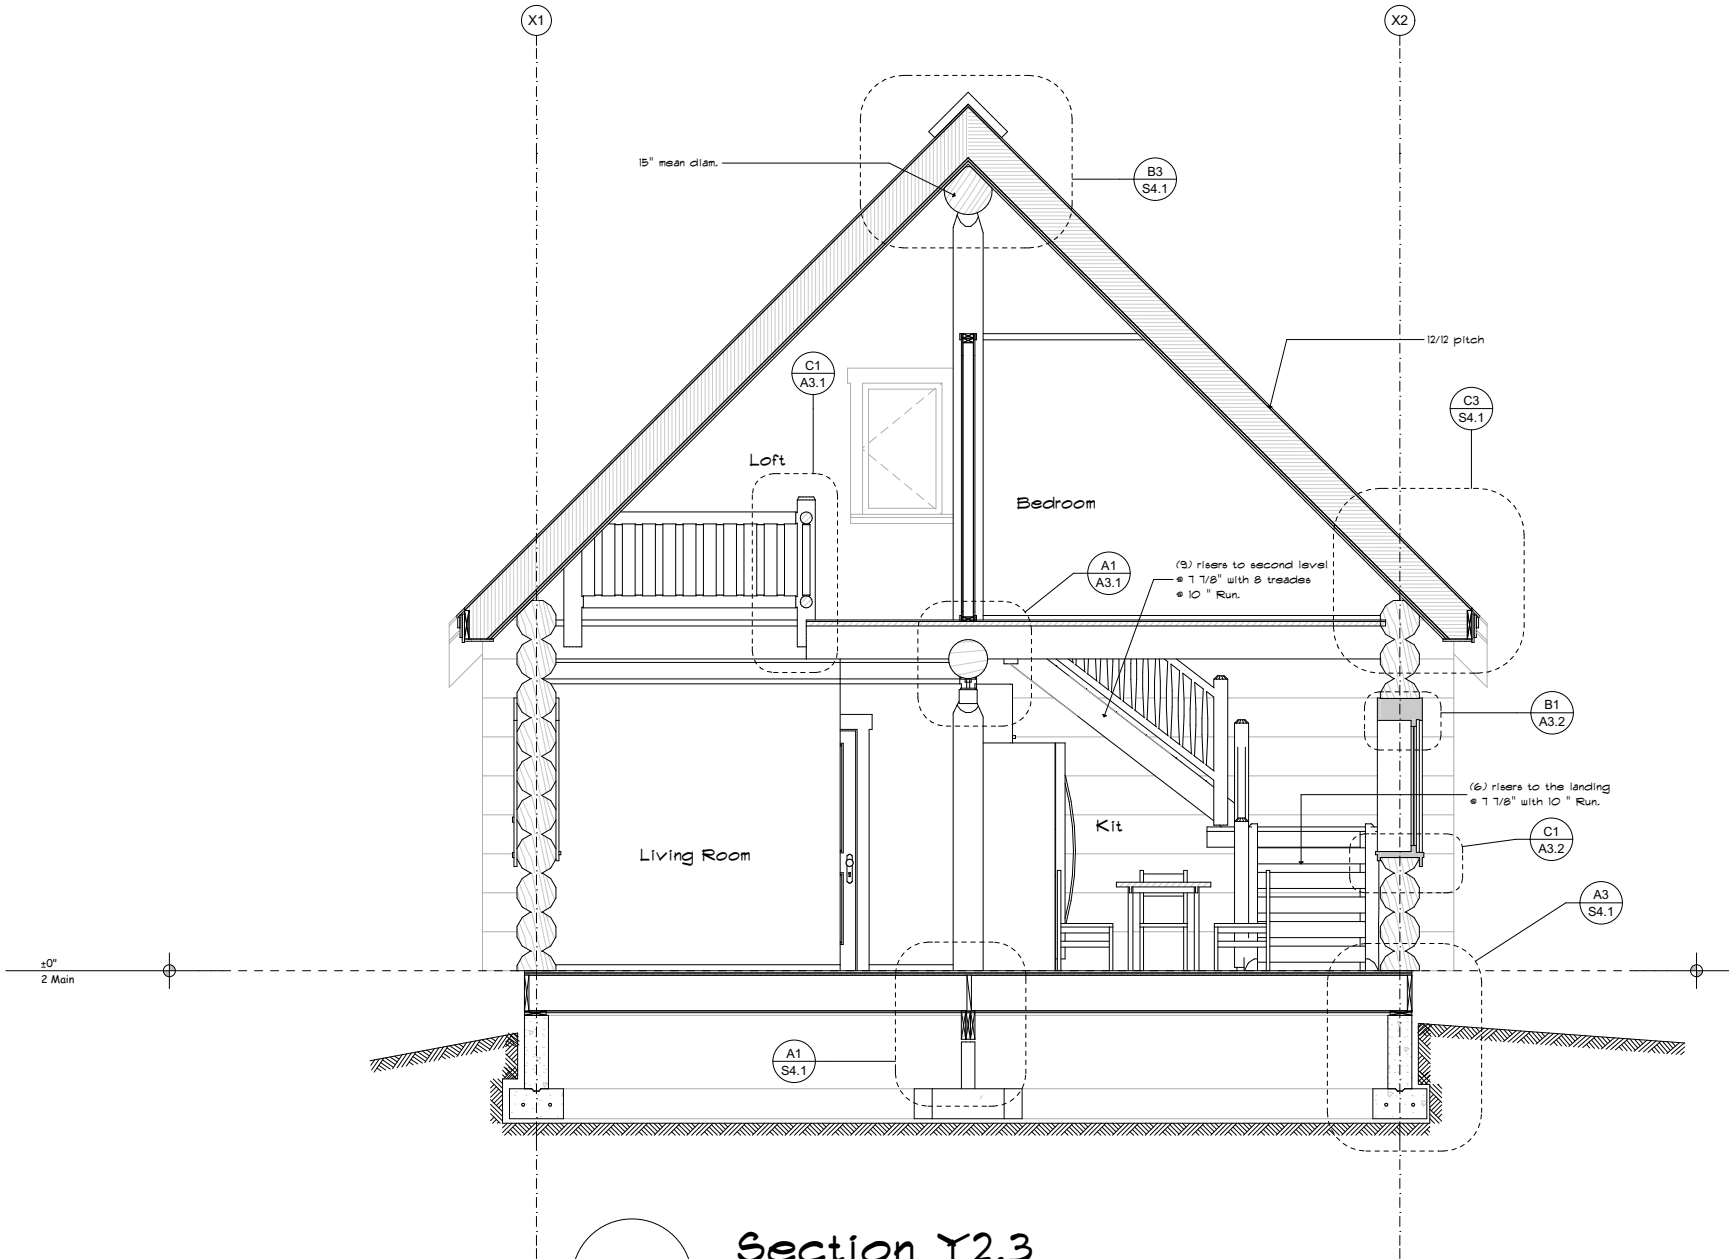 X1
X2
15" mean diam.
B3
S4.1
12/12 pitch
C1
A3.1
C3
S4.1
Loft
Bedroom
A1
A3.1
(9) risers to second level
@ 7 7/8" with 8 treades
@ 10 " Run.
B1
A3.2
(6) risers to the landing
@ 7 7/8" with 10 " Run.
Kit
Living Room
C1
A3.2
A3
S4.1
±0"
2 Main
A1
S4.1
Section Y2.3